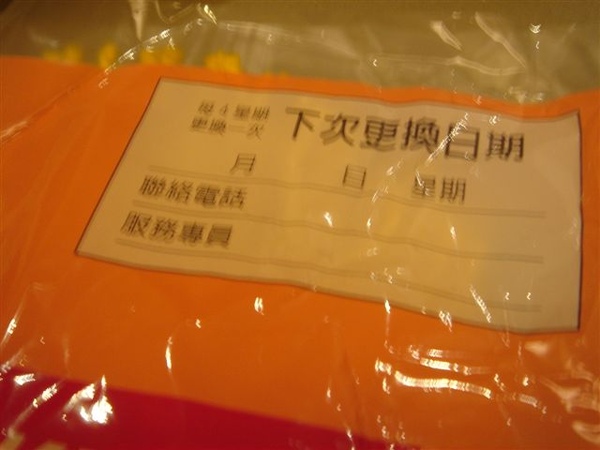 每4星期
更換一次
下次更換日期
月 日 星期
聯絡電話
服務專員